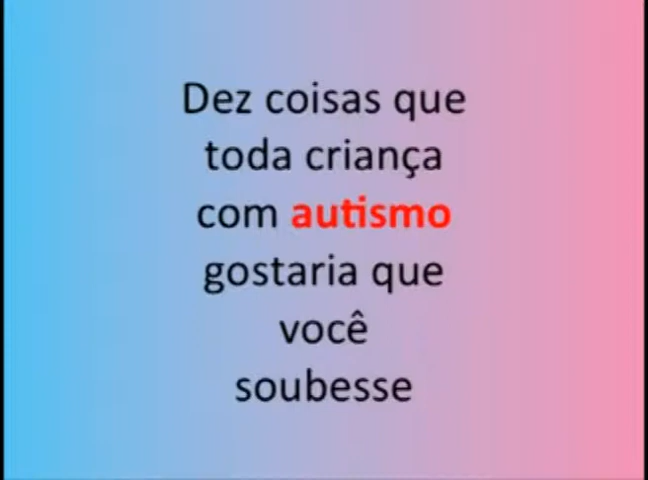 Dez coisas que
toda criança
com autismo
gostaria que
você
soubesse